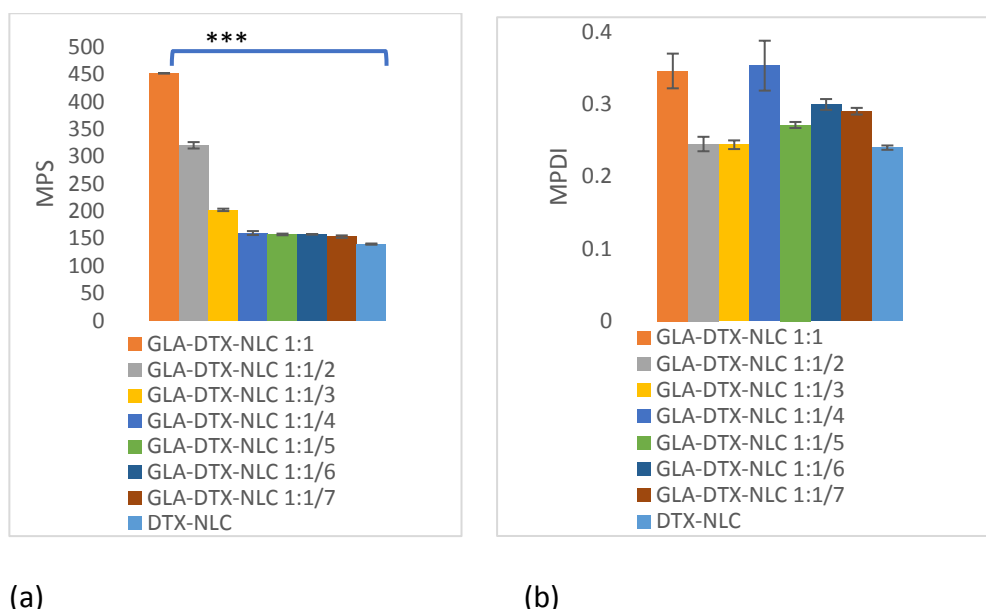 ***
500
450
400
350
300
250
200
150
100
50
0
MPS
GLA-DTX-NLC 1:1
GLA-DTX-NLC 1:1/2
GLA-DTX-NLC 1:1/3
GLA-DTX-NLC 1:1/4
GLA-DTX-NLC 1:1/5
GLA-DTX-NLC 1:1/6
GLA-DTX-NLC 1:1/7
DTX-NLC
(a)
0.4
0.3
0.2
0.1
0
MPDI
GLA-DTX-NLC 1:1
GLA-DTX-NLC 1:1/2
GLA-DTX-NLC 1:1/3
GLA-DTX-NLC 1:1/4
GLA-DTX-NLC 1:1/5
GLA-DTX-NLC 1:1/6
GLA-DTX-NLC 1:1/7
DTX-NLC
(b)